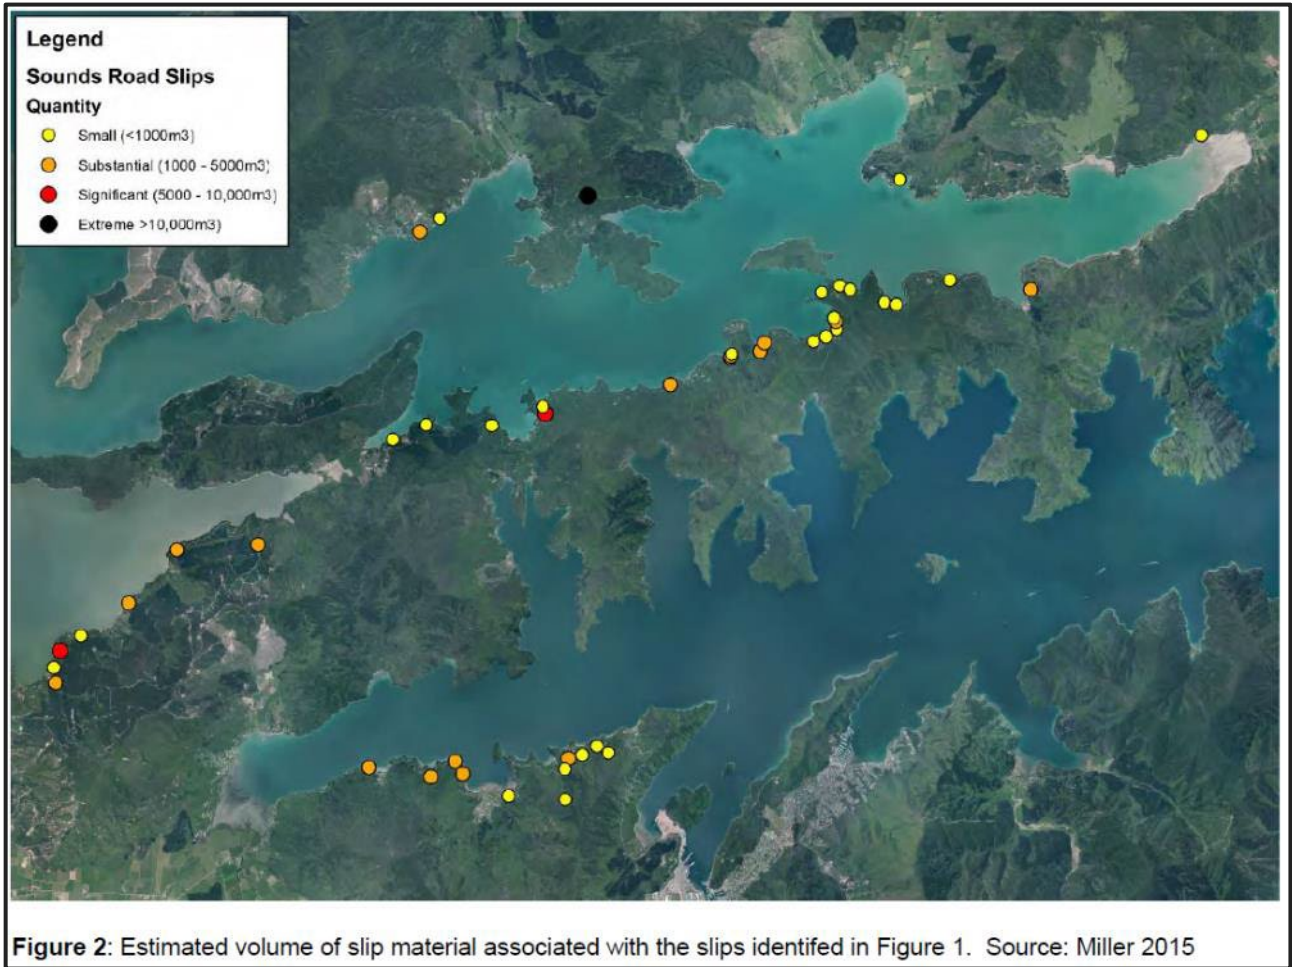 Legend
Sounds Road Slips
Quantity
Small (<1000m3)
Substantial (1000 - 5000m3)
Significant (5000 - 10,000m3)
Extreme >10,000m3)
Figure 2: Estimated volume of slip material associated with the slips identifed in Figure 1.  Source: Miller 2015